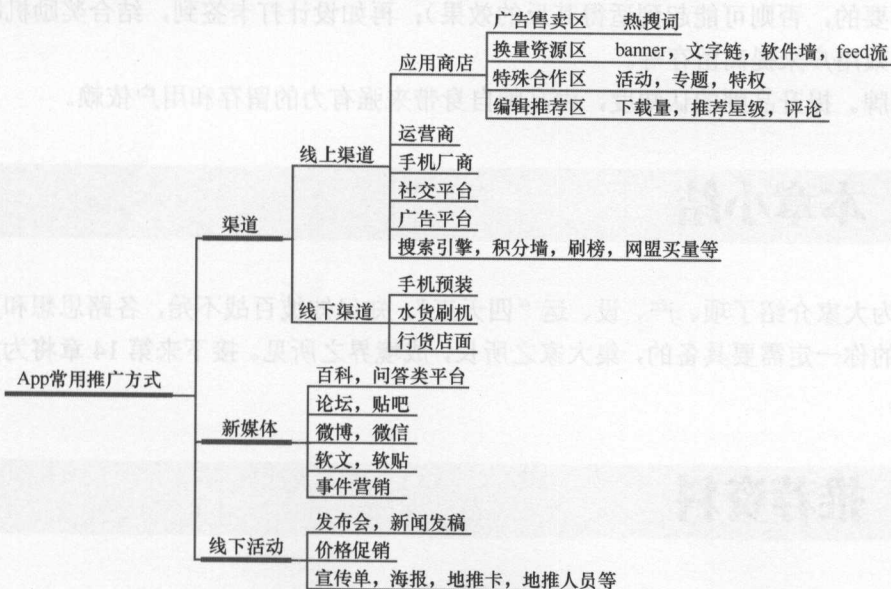 广告售卖区 热搜词
换量资源区 banner，文字链，软件墙，feed流
应用商店
特殊合作区 活动，专题，特权
编辑推荐区 下载量，推荐星级，评论
运营商
线上渠道
手机厂商
社交平台
广告平台
渠道
搜索引擎，积分墙，刷榜，网盟买量等
手机预装
线下渠道
水货刷机
行货店面
App常用推广方式
百科，问答类平台
论坛，贴吧
新媒体
微博，微信
软文，软贴
事件营销
发布会，新闻发稿
线下活动
价格促销
宣传单，海报，地推卡，地推人员等
本章小结
推荐资料